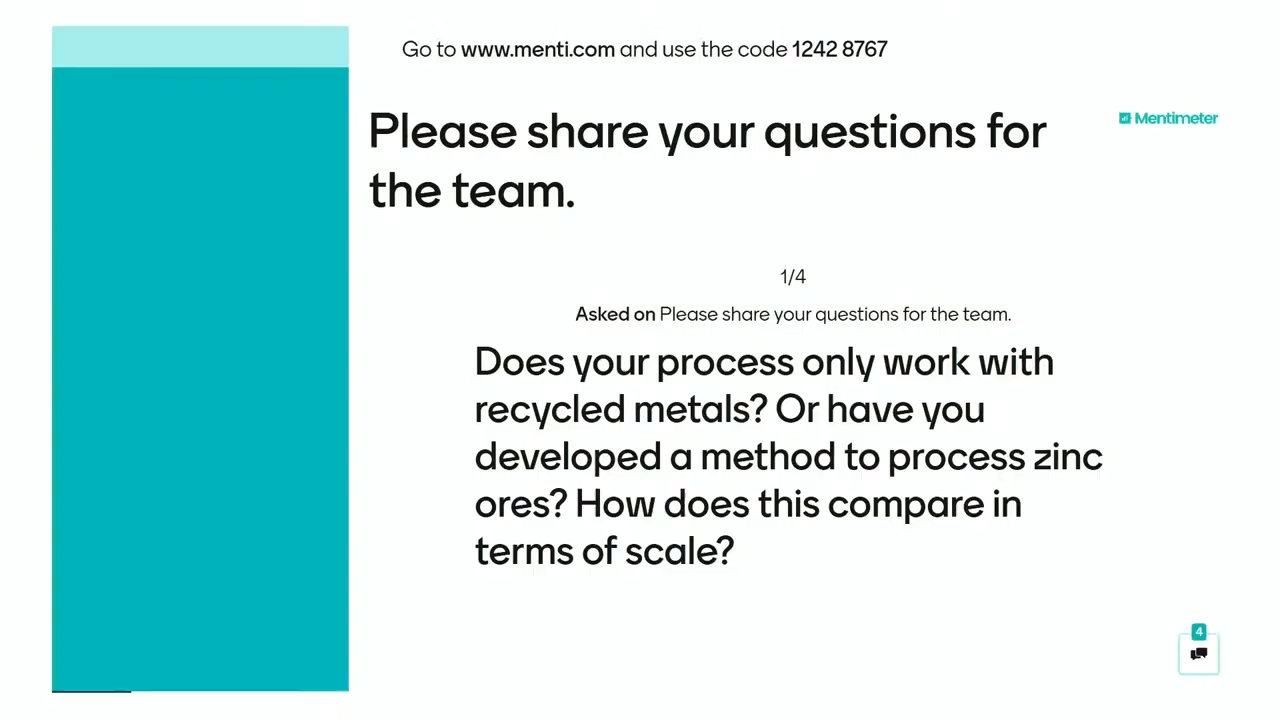 Go to www.menti.com and use the code 1242 8767
Please share your questions for
the team.
Mentimeter
1/4
Asked on Please share your questions for the team.
Does your process only work with
recycled metals? Or have you
developed a method to process zinc
ores? How does this compare in
terms of scale?
4